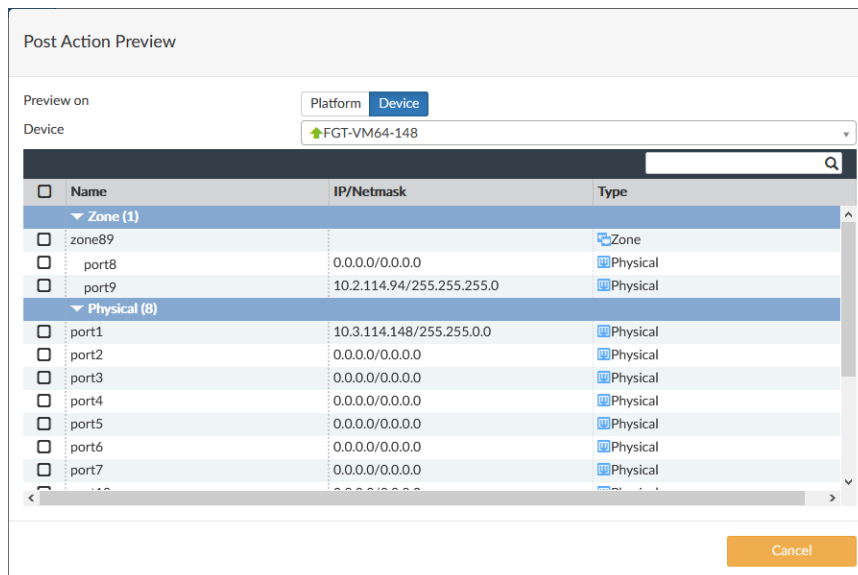 Post Action Preview
Preview on Platform Device
Device FGT-VM64-148
Name IP/Netmask Type
Zone (1)
zone89 Zone
port8 0.0.0.0/0.0.0.0 Physical
port9 10.2.114.94/255.255.255.0 Physical
Physical (8)
port1 10.3.114.148/255.255.0.0 Physical
port2 0.0.0.0/0.0.0.0 Physical
port3 0.0.0.0/0.0.0.0 Physical
port4 0.0.0.0/0.0.0.0 Physical
port5 0.0.0.0/0.0.0.0 Physical
port6 0.0.0.0/0.0.0.0 Physical
port7 0.0.0.0/0.0.0.0 Physical
Cancel